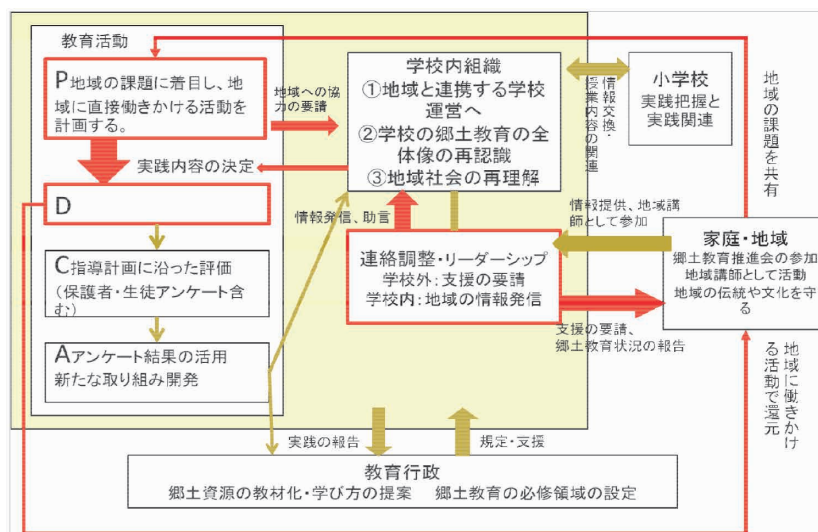 教育活動
P地域の課題に着目し、地
域に直接働きかける活動を
計画する。
地域への協
力の要請
実践内容の決定
D
C指導計画に沿った評価
(保護者・生徒アンケート含
む)
Aアンケート結果の活用
新たな取り組み開発
学校内組織
①地域と連携する学校
運営へ
②学校の郷土教育の全
体像の再認識
③地域社会の再理解
情報発信、助言
連絡調整・リーダーシップ
学校外:支援の要請
学校内:地域の情報発信
情報交換・
授業内容の関連
小学校
実践把握と
実践関連
地域の課題を共有
情報提供、地域講
師として参加
家庭・地域
郷土教育推進会の参加
地域講師として活動
地域の伝統や文化を守
る
支援の要請、
郷土教育状況の報告
地域に働きかけ
る活動で還元
実践の報告
規定・支援
教育行政
郷土資源の教材化・学び方の提案 郷土教育の必修領域の設定